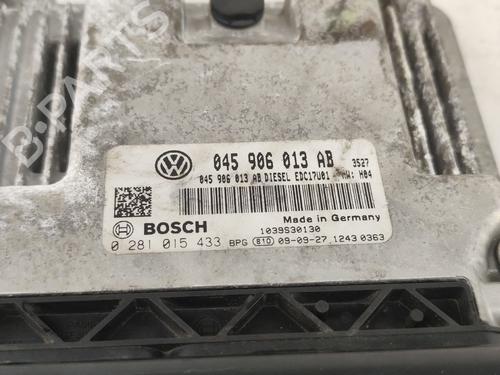 B-PARTS
045 906 013 AB 3527
045 906 013 AB DIESEL EDC17U01 HW: H04
Made in Germany
BOSCH 1039S30130
0 281 015 433 BPG 810 09-09-27 1243 0363